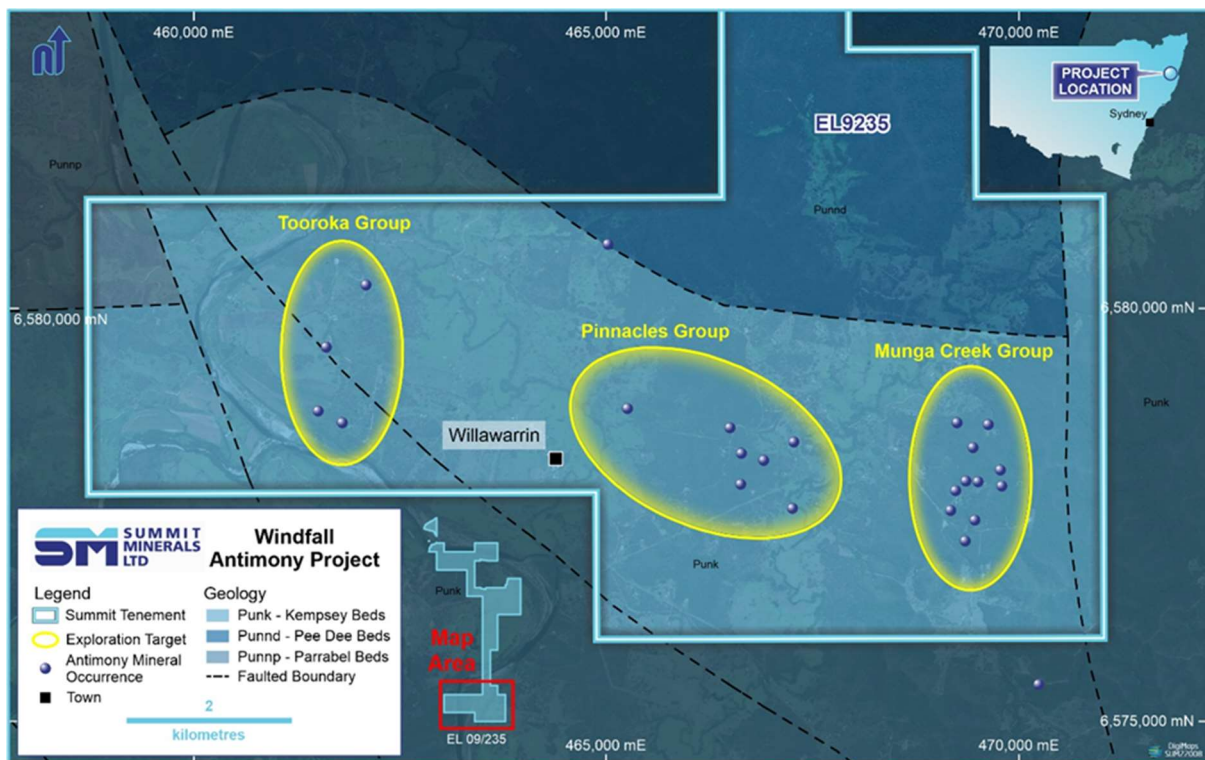 460,000 mE
465,000 mE
470,000 mE
N
PROJECT
LOCATION
Sydney
EL9235
Punnp
Punnd
Tooroka Group
6,580,000 mN
6,580,000 mN
Pinnacles Group
Munga Creek Group
Punk
Willawarrin
Punk
SM SUMMIT
MINERALS
LTD
Windfall
Antimony Project
Legend
Summit Tenement
Exploration Target
Antimony Mineral
Occurrence
Town
2
kilometres
Geology
Punk - Kempsey Beds
Punnd - Pee Dee Beds
Punnp - Parrabel Beds
Faulted Boundary
Punk
Map
Area
EL 09/235
465,000 mE
470,000 mE
6,575,000 mN
DigiMaps